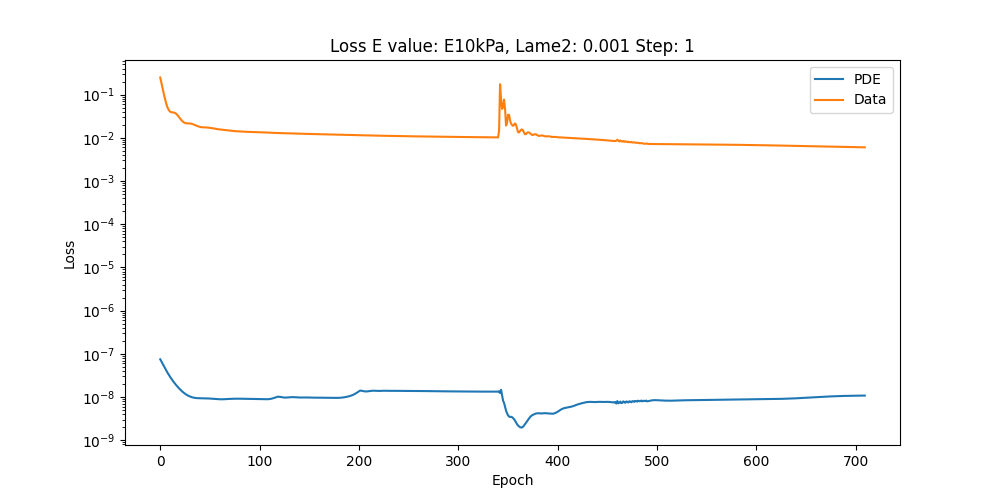 Loss E value: E10kPa, Lame2: 0.001 Step: 1
PDE
Data
10⁻¹
10⁻²
10⁻³
10⁻⁴
10⁻⁵
10⁻⁶
10⁻⁷
10⁻⁸
10⁻⁹
Loss
0 100 200 300 400 500 600 700
Epoch